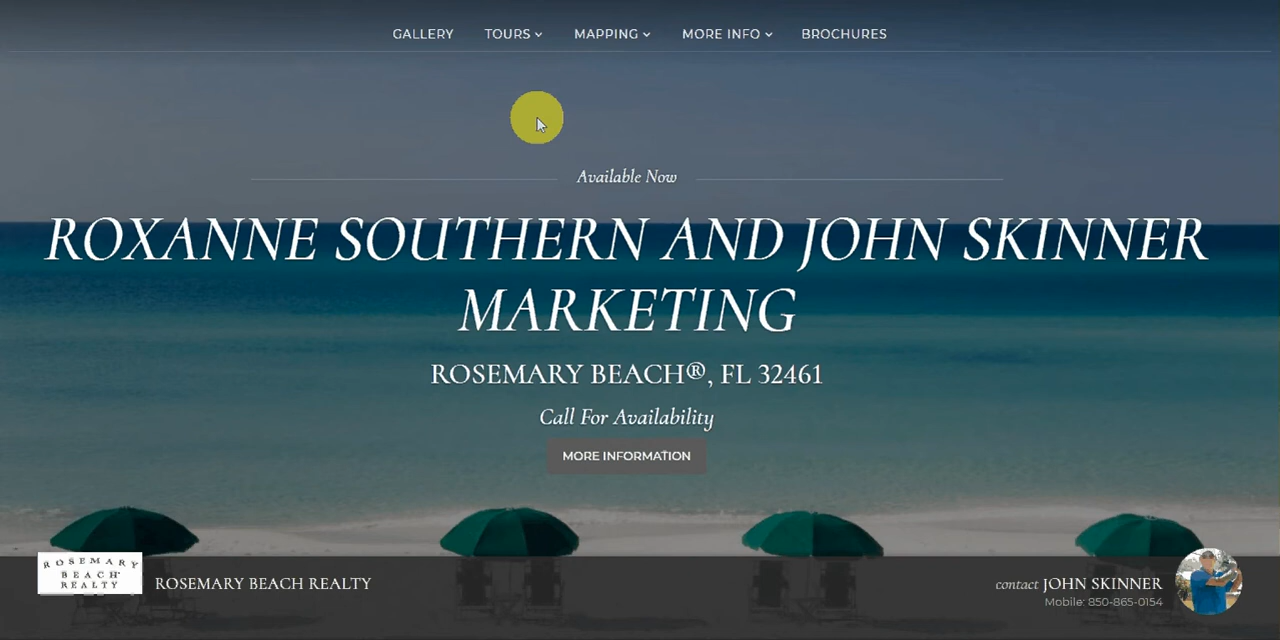 GALLERY TOURS MAPPING MORE INFO BROCHURES
Available Now
ROXANNE SOUTHERN AND JOHN SKINNER
MARKETING
ROSEMARY BEACH®, FL 32461
Call For Availability
MORE INFORMATION
ROSEMARY
BEACH
REALTY
ROSEMARY BEACH REALTY
contact JOHN SKINNER
Mobile: 850-865-0154